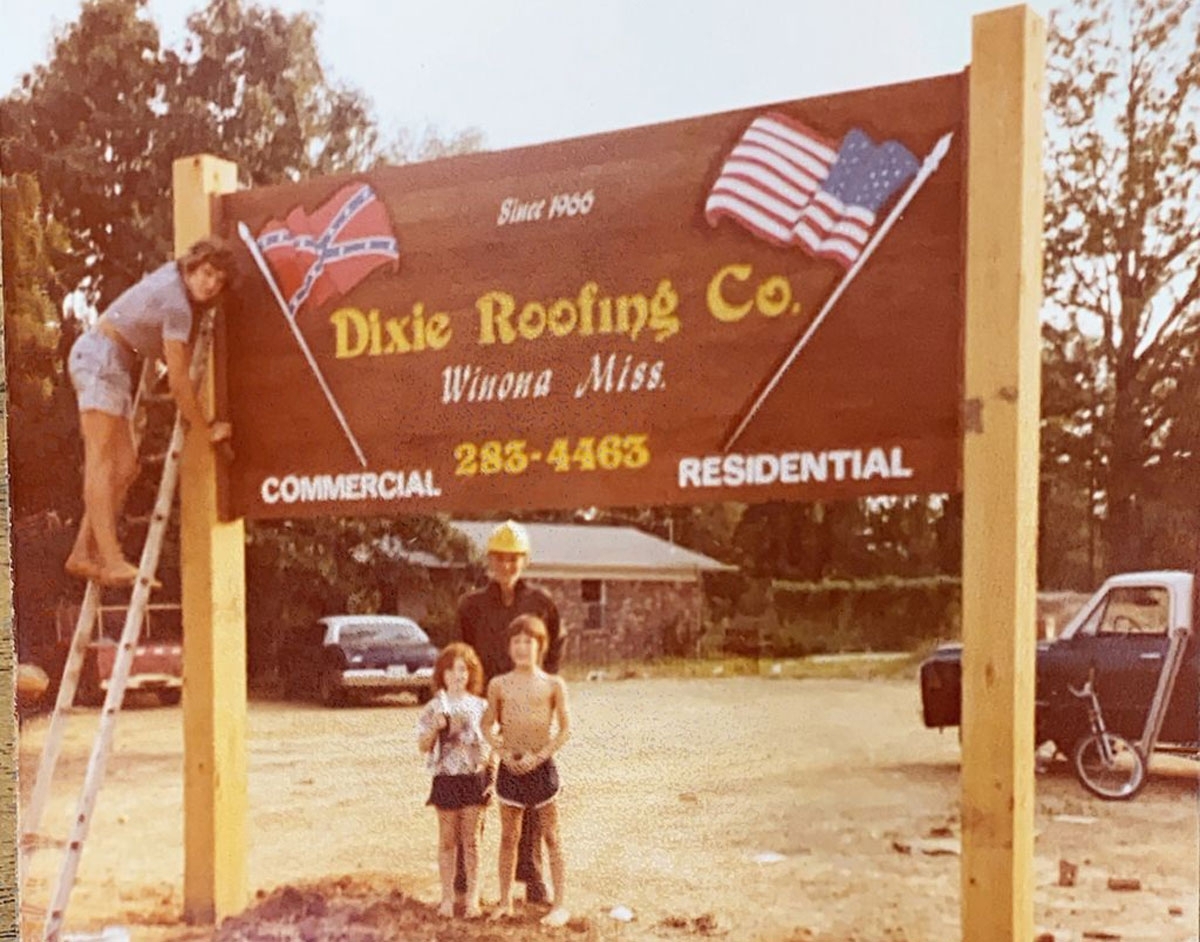 Since 1966
Dixie Roofing Co.
Winona Miss.
283-4463
COMMERCIAL
RESIDENTIAL